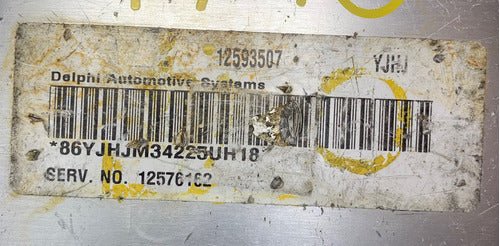 12593507 YJHJ
Delphi Automotive Systems
*86YJHJM34225UH18
SERV. NO. 12576162